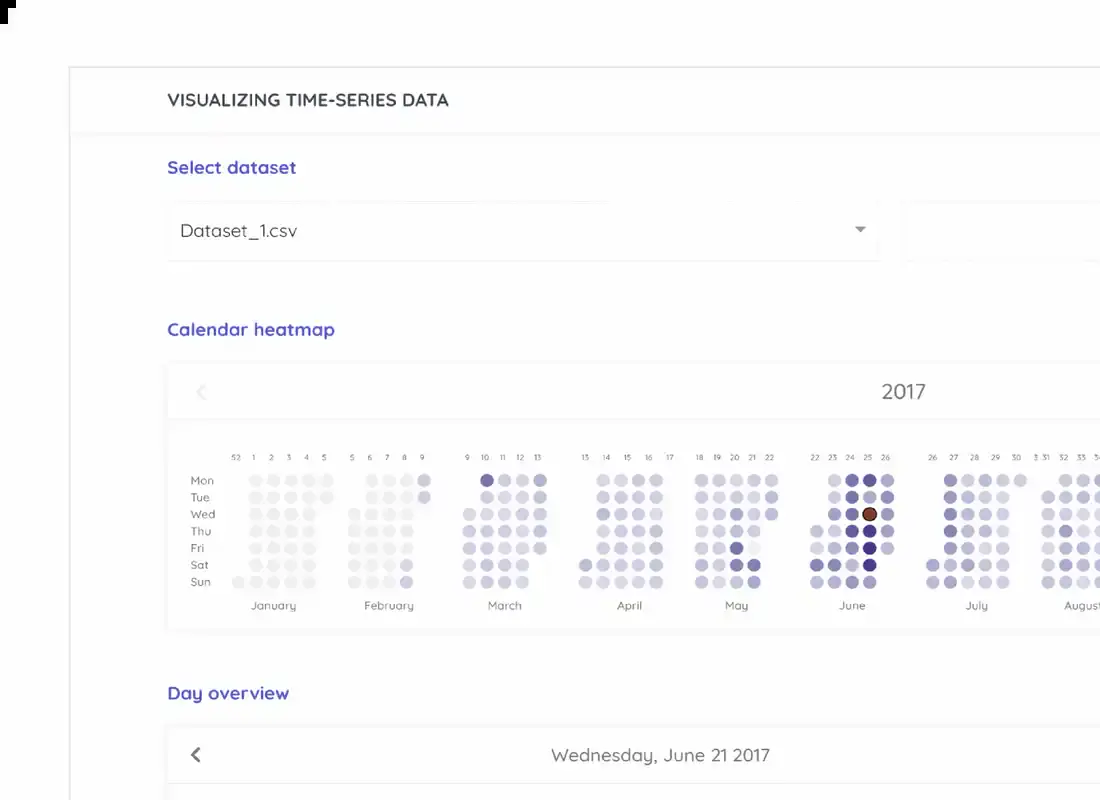 VISUALIZING TIME-SERIES DATA
Select dataset
Dataset_1.csv
Calendar heatmap
2017
52 1 2 3 4 5 5 6 7 8 9 9 10 11 12 13 13 14 15 16 17 18 19 20 21 22 22 23 24 25 26 26 27 28 29 30 31 32 33
Mon
Tue
Wed
Thu
Fri
Sat
Sun
January February March April May June July August
Day overview
Wednesday, June 21 2017